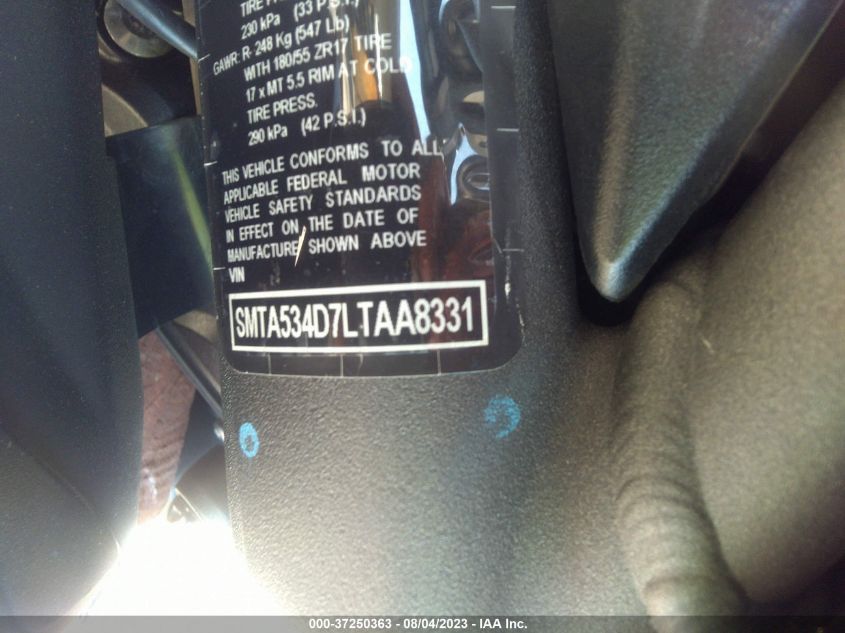 TIRE
230 kPa (33 P.S.I.)
GAWR: R- 248 Kg (547 Lb)
WITH 180/55 ZR17 TIRE
17 x MT 5.5 RIM AT COLD
TIRE PRESS.
290 kPa (42 P.S.I.)
THIS VEHICLE CONFORMS TO ALL
APPLICABLE FEDERAL MOTOR
VEHICLE SAFETY STANDARDS
IN EFFECT ON THE DATE OF
MANUFACTURE SHOWN ABOVE
VIN
SMTA534D7LTAA8331
000-37250363 - 08/04/2023 - IAA Inc.